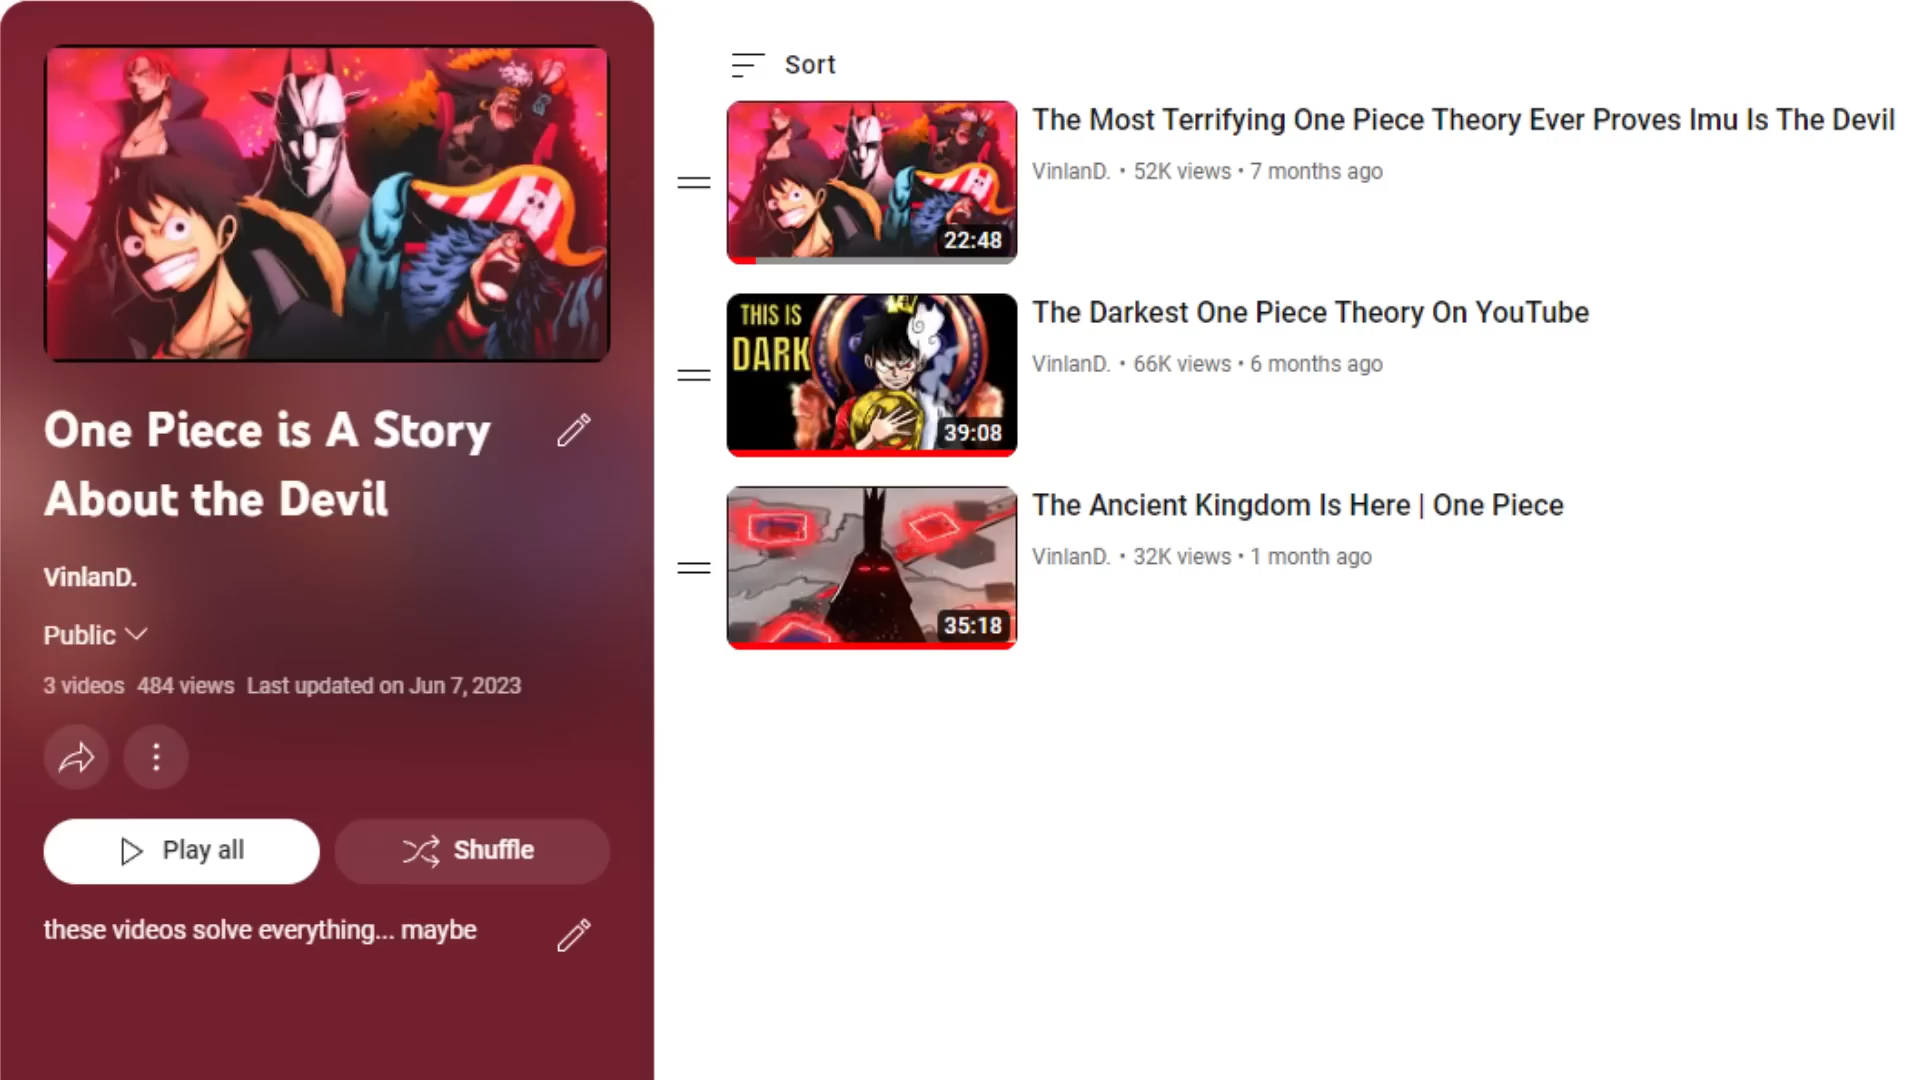 One Piece is A Story
About the Devil
VinlanD.
Public
3 videos 484 views Last updated on Jun 7, 2023
Play all
Shuffle
these videos solve everything... maybe
Sort
The Most Terrifying One Piece Theory Ever Proves Imu Is The Devil
VinlanD. • 52K views • 7 months ago
22:48
THIS IS
DARK
The Darkest One Piece Theory On YouTube
VinlanD. • 66K views • 6 months ago
39:08
The Ancient Kingdom Is Here | One Piece
VinlanD. • 32K views • 1 month ago
35:18